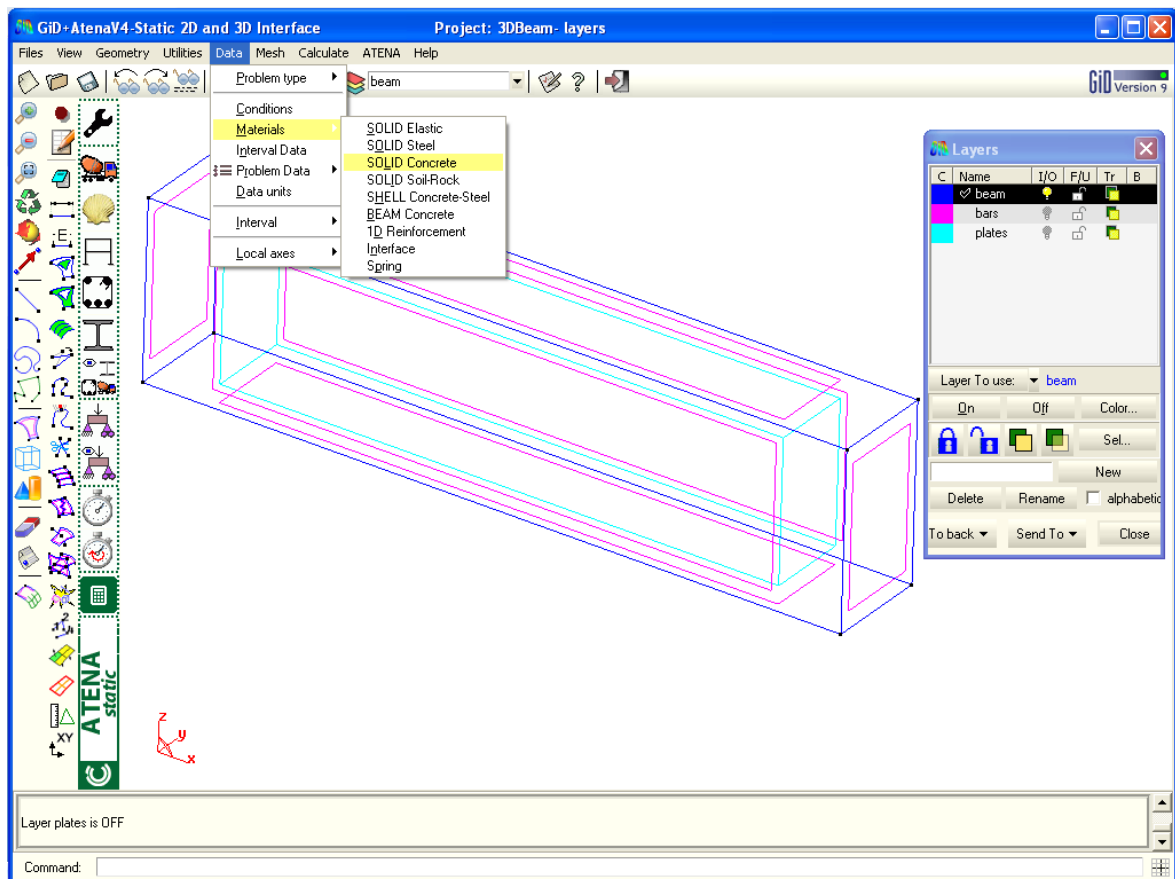 GiD+AtenaV4-Static 2D and 3D Interface Project: 3DBeam- layers
Files View Geometry Utilities Data Mesh Calculate ATENA Help
beam
GiD Version 9
Problem type
Conditions
Materials
Interval Data
Problem Data
Data units
Interval
Local axes
SOLID Elastic
SOLID Steel
SOLID Concrete
SOLID Soil-Rock
SHELL Concrete-Steel
BEAM Concrete
1D Reinforcement
Interface
Spring
Layers
C Name I/O F/U Tr B
beam
bars
plates
Layer To use: beam
On Off Color...
Sel...
New
Delete Rename alphabetic
To back Send To Close
:E:
2
XY
ATENA
static
z
y
x
Layer plates is OFF
Command: